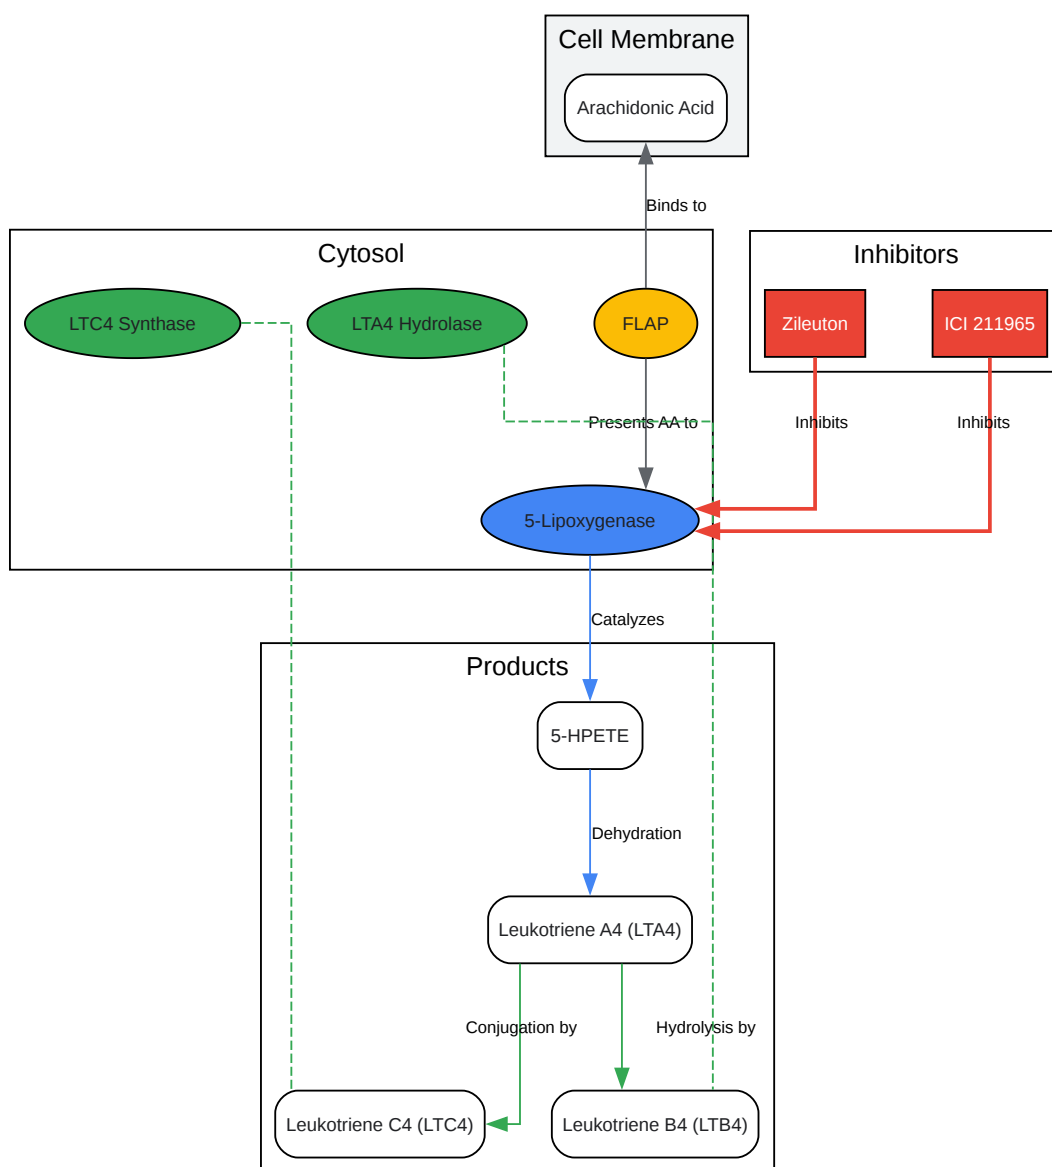 Cell Membrane
Arachidonic Acid
Binds to
Cytosol
Inhibitors
LTC4 Synthase
LTA4 Hydrolase
FLAP
Zileuton
ICI 211965
Presents AA to
Inhibits
Inhibits
5-Lipoxygenase
Catalyzes
Products
5-HPETE
Dehydration
Leukotriene A4 (LTA4)
Conjugation by
Hydrolysis by
Leukotriene C4 (LTC4)
Leukotriene B4 (LTB4)